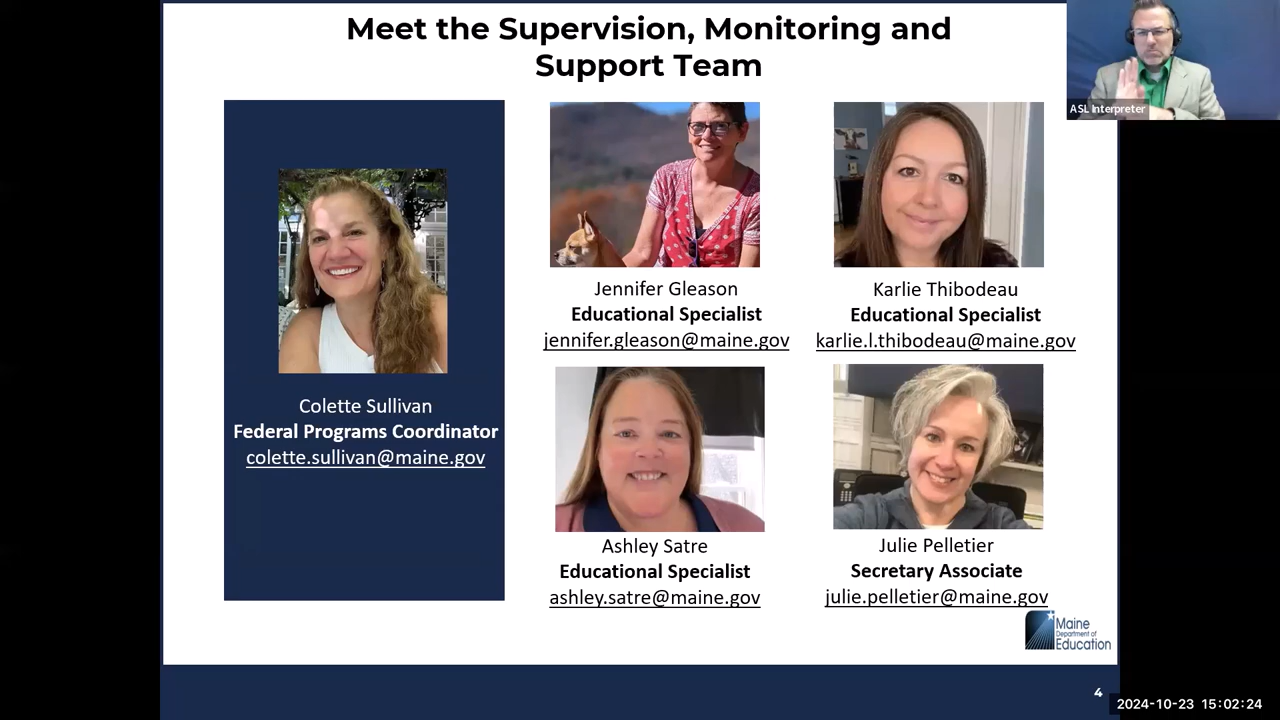 Meet the Supervision, Monitoring and
Support Team
ASL Interpreter
Colette Sullivan
Federal Programs Coordinator
colette.sullivan@maine.gov
Jennifer Gleason
Educational Specialist
jennifer.gleason@maine.gov
Karlie Thibodeau
Educational Specialist
karlie.l.thibodeau@maine.gov
Ashley Satre
Educational Specialist
ashley.satre@maine.gov
Julie Pelletier
Secretary Associate
julie.pelletier@maine.gov
Maine
Department of
Education
4
2024-10-23 15:02:24